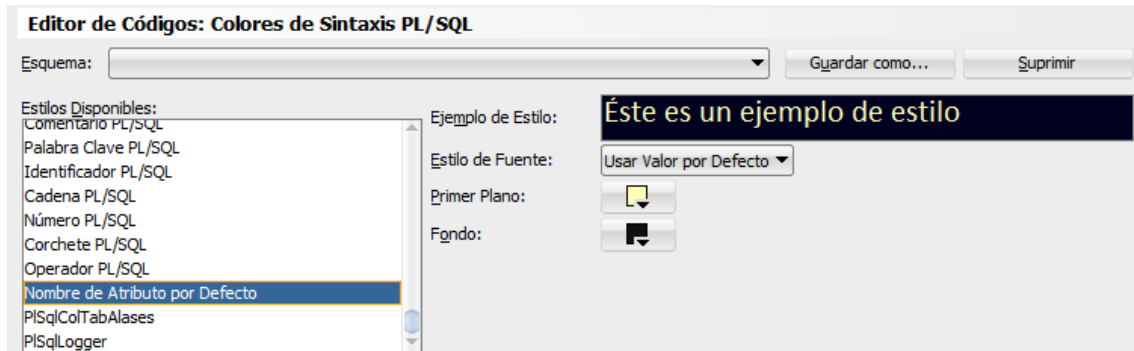 Editor de Códigos: Colores de Sintaxis PL/SQL
Esquema:
Guardar como...
Suprimir
Estilos Disponibles:
Comentario PL/SQL
Palabra Clave PL/SQL
Identificador PL/SQL
Cadena PL/SQL
Número PL/SQL
Corchete PL/SQL
Operador PL/SQL
Nombre de Atributo por Defecto
PlSqlColTabAlases
PlSqlLogger
Ejemplo de Estilo:
Éste es un ejemplo de estilo
Estilo de Fuente:
Usar Valor por Defecto
Primer Plano:
Fondo: